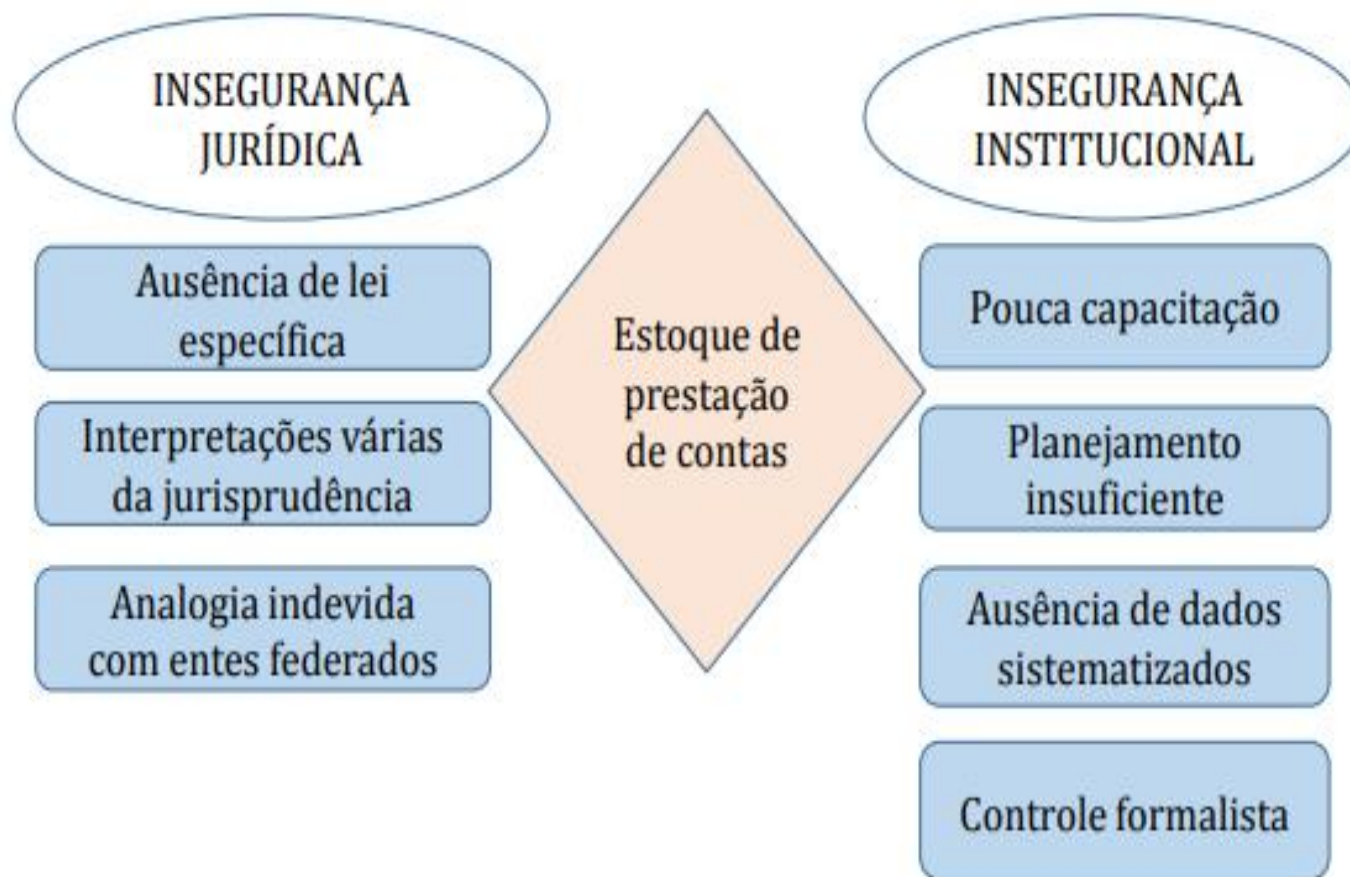 INSEGURANÇA
JURÍDICA
Ausência de lei
específica
Interpretações várias
da jurisprudência
Analogia indevida
com entes federados
Estoque de
prestação
de contas
INSEGURANÇA
INSTITUCIONAL
Pouca capacitação
Planejamento
insuficiente
Ausência de dados
sistematizados
Controle formalista